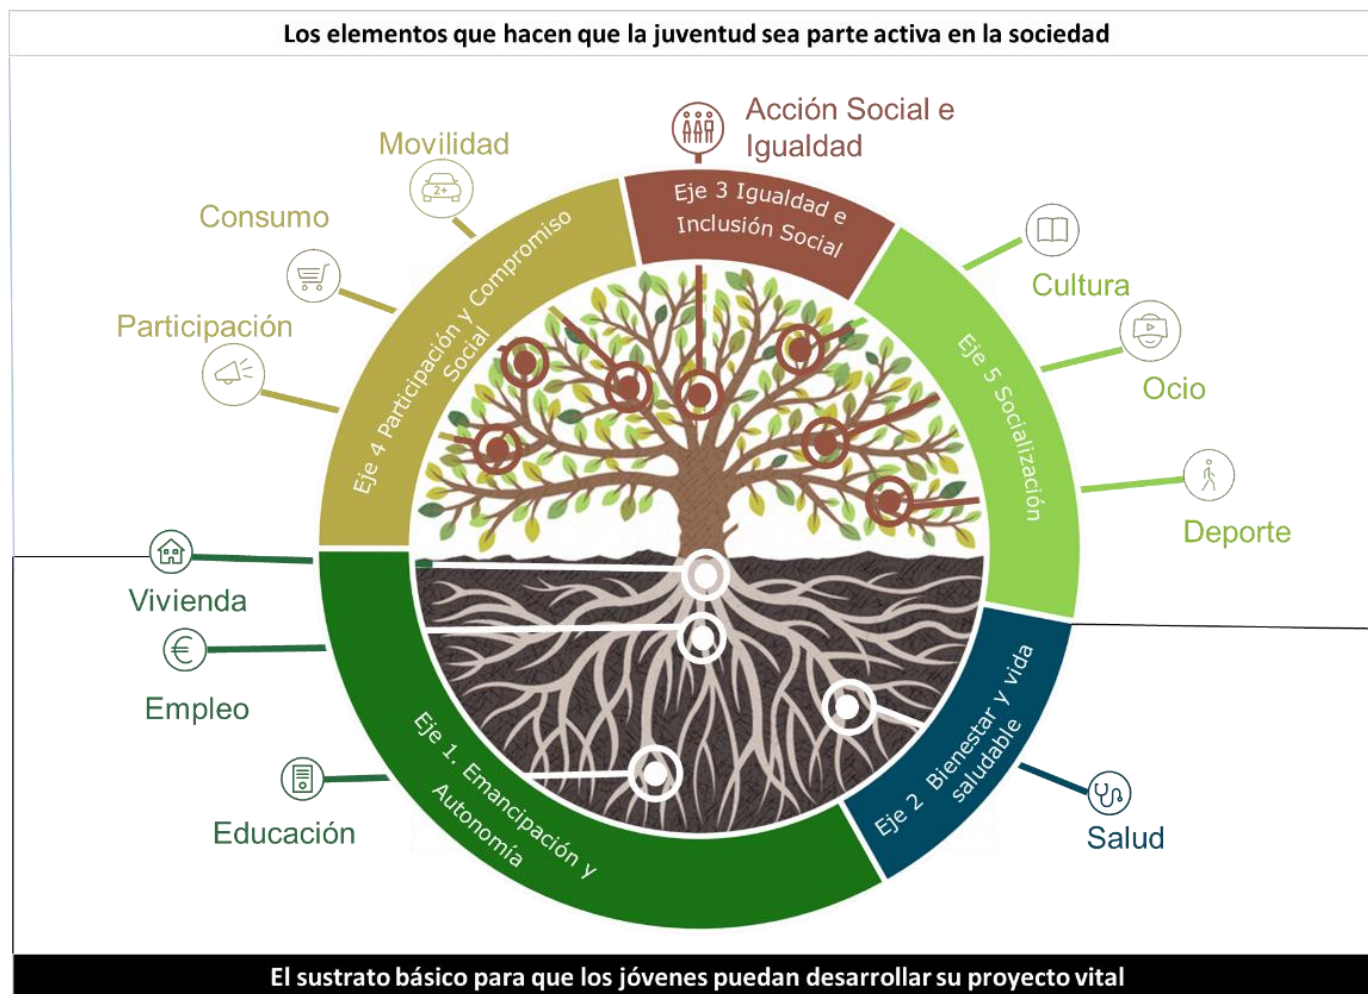 Los elementos que hacen que la juventud sea parte activa en la sociedad
Acción Social e
Igualdad
Movilidad
2+
Consumo
Participación
Eje 3 Igualdad e
Inclusión Social
Eje 4 Participación y Compromiso
Social
Eje 5 Socialización
Cultura
Ocio
Deporte
Vivienda
€
Empleo
Educación
Eje 1. Emancipación y
Autonomía
Eje 2 Bienestar y vida
saludable
Salud
El sustrato básico para que los jóvenes puedan desarrollar su proyecto vital